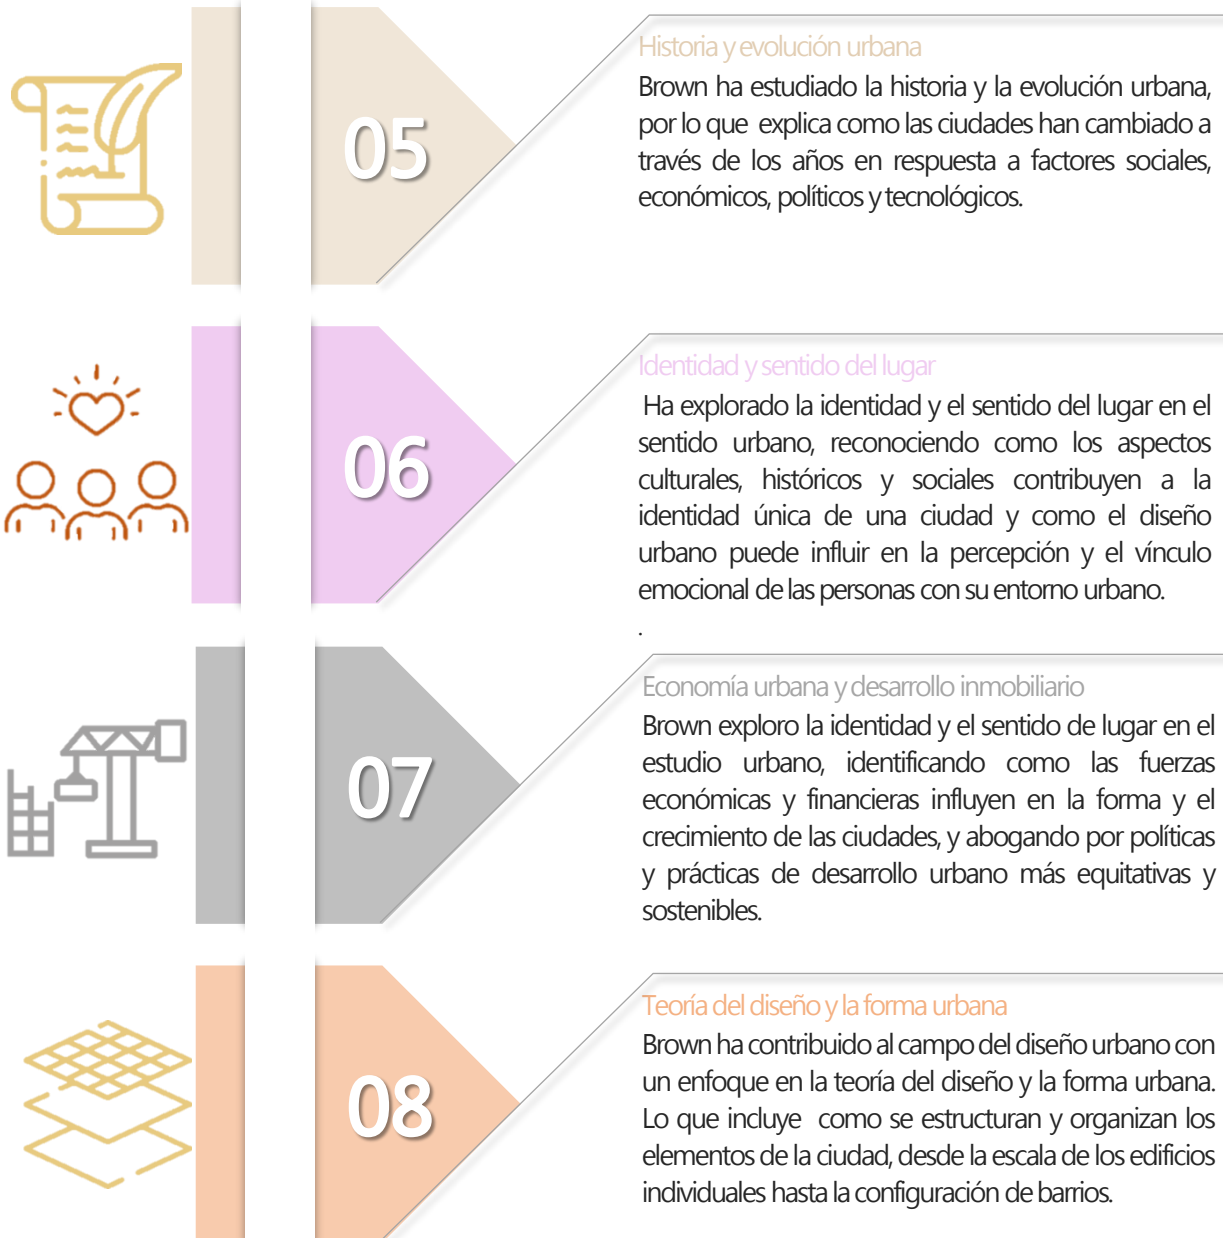 05
Historia y evolución urbana
Brown ha estudiado la historia y la evolución urbana,
por lo que  explica como las ciudades han cambiado a
través de los años en respuesta a factores sociales,
económicos, políticos y tecnológicos.
06
Identidad y sentido del lugar
Ha explorado la identidad y el sentido del lugar en el
sentido urbano, reconociendo como los aspectos
culturales, históricos y sociales contribuyen a la
identidad única de una ciudad y como el diseño
urbano puede influir en la percepción y el vínculo
emocional de las personas con su entorno urbano.
.
07
Economía urbana y desarrollo inmobiliario
Brown exploro la identidad y el sentido de lugar en el
estudio urbano, identificando como las fuerzas
económicas y financieras influyen en la forma y el
crecimiento de las ciudades, y abogando por políticas
y prácticas de desarrollo urbano más equitativas y
sostenibles.
08
Teoría del diseño y la forma urbana
Brown ha contribuido al campo del diseño urbano con
un enfoque en la teoría del diseño y la forma urbana.
Lo que incluye  como se estructuran y organizan los
elementos de la ciudad, desde la escala de los edificios
individuales hasta la configuración de barrios.